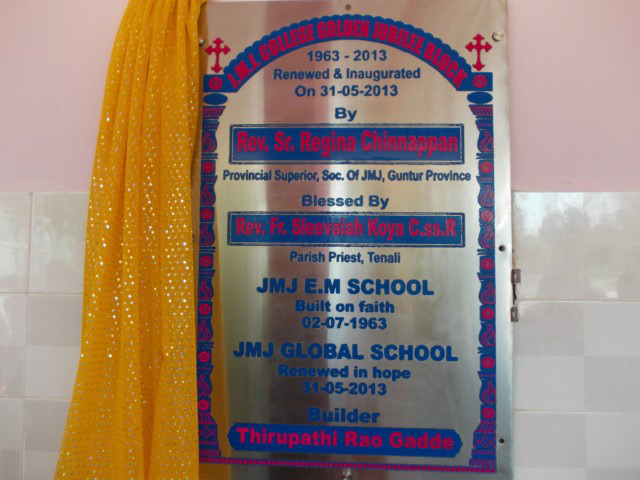 J.M.J. COLLEGE GOLDEN JUBILEE BLOCK
1963 - 2013
Renewed & Inaugurated
On 31-05-2013
By
Rev. Sr. Regina Chinnappan
Provincial Superior, Soc. Of JMJ, Guntur Province
Blessed By
Rev. Fr. Sleevaiah Koya C.ss.R
Parish Priest, Tenali
JMJ E.M SCHOOL
Built on faith
02-07-1963
JMJ GLOBAL SCHOOL
Renewed in hope
31-05-2013
Builder
Thirupathi Rao Gadde